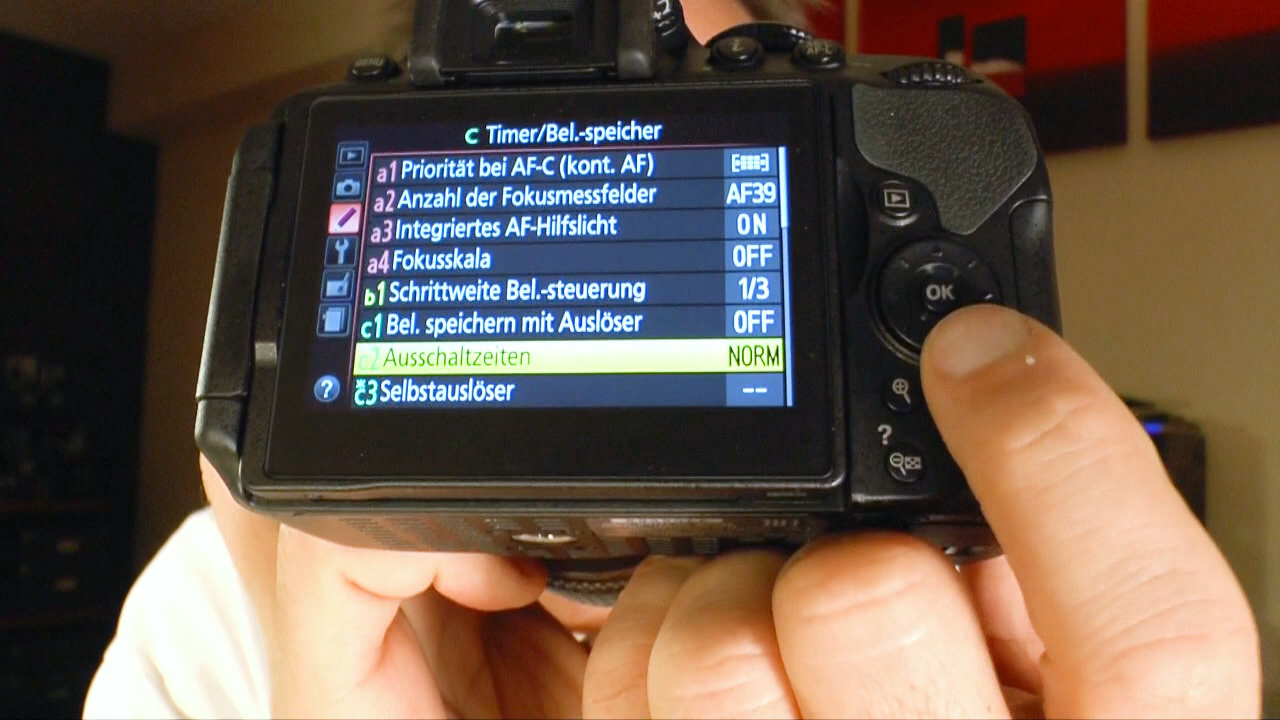 MENU
AF-L
C Timer/Bel.-speicher
a1 Priorität bei AF-C (kont. AF)
a2 Anzahl der Fokusmessfelder AF39
a3 Integriertes AF-Hilfslicht ON
a4 Fokusskala OFF
b1 Schrittweite Bel.-steuerung 1/3
c1 Bel. speichern mit Auslöser OFF
c2 Ausschaltzeiten NORM
c3 Selbstauslöser --
?
OK
?